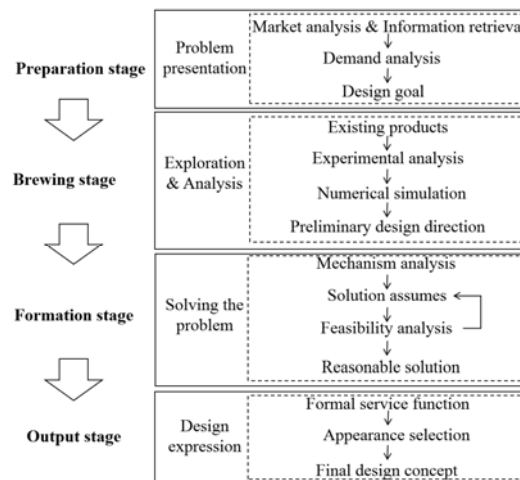 Preparation stage
Problem
presentation
Market analysis & Information retrieval
Demand analysis
Design goal
Brewing stage
Exploration
& Analysis
Existing products
Experimental analysis
Numerical simulation
Preliminary design direction
Formation stage
Solving the
problem
Mechanism analysis
Solution assumes
Feasibility analysis
Reasonable solution
Output stage
Design
expression
Formal service function
Appearance selection
Final design concept